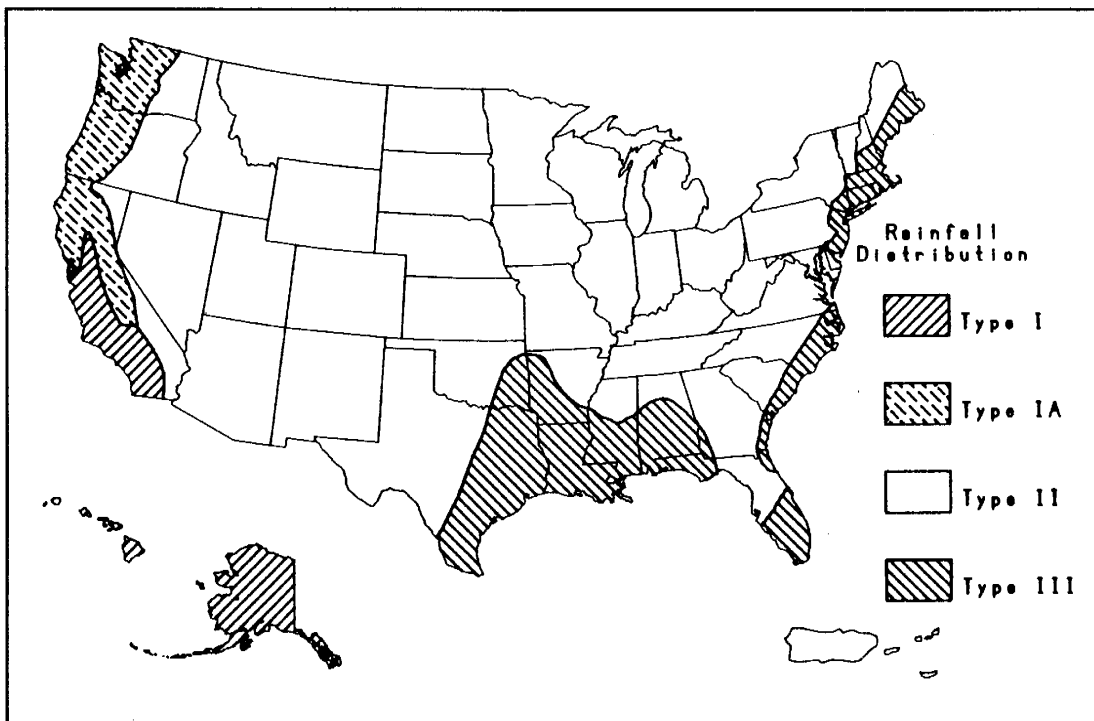 Rainfall
Distribution
Type I
Type IA
Type II
Type III